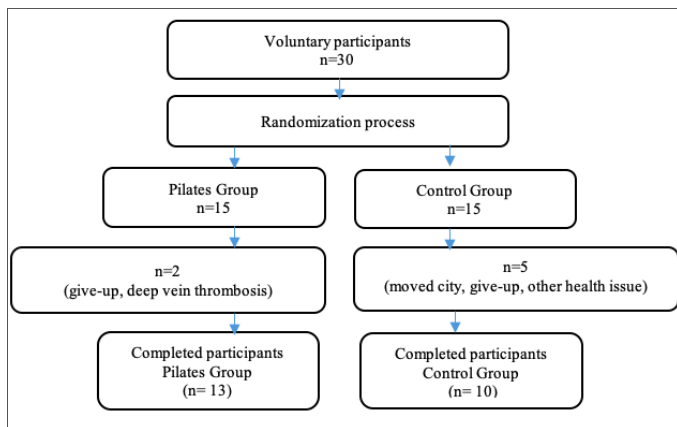 Voluntary participants
n=30
Randomization process
Pilates Group
n=15
Control Group
n=15
n=2
(give-up, deep vein thrombosis)
n=5
(moved city, give-up, other health issue)
Completed participants
Pilates Group
(n= 13)
Completed participants
Control Group
(n= 10)